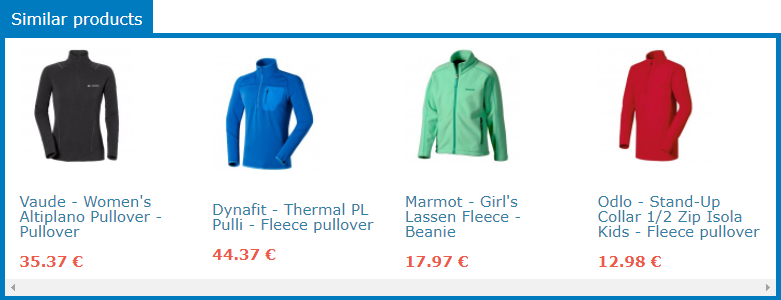 Similar products
Vaude - Women's
Altiplano Pullover -
Pullover
35.37 €
Dynafit - Thermal PL
Pulli - Fleece pullover
44.37 €
Marmot - Girl's
Lassen Fleece -
Beanie
17.97 €
Odlo - Stand-Up
Collar 1/2 Zip Isola
Kids - Fleece pullover
12.98 €